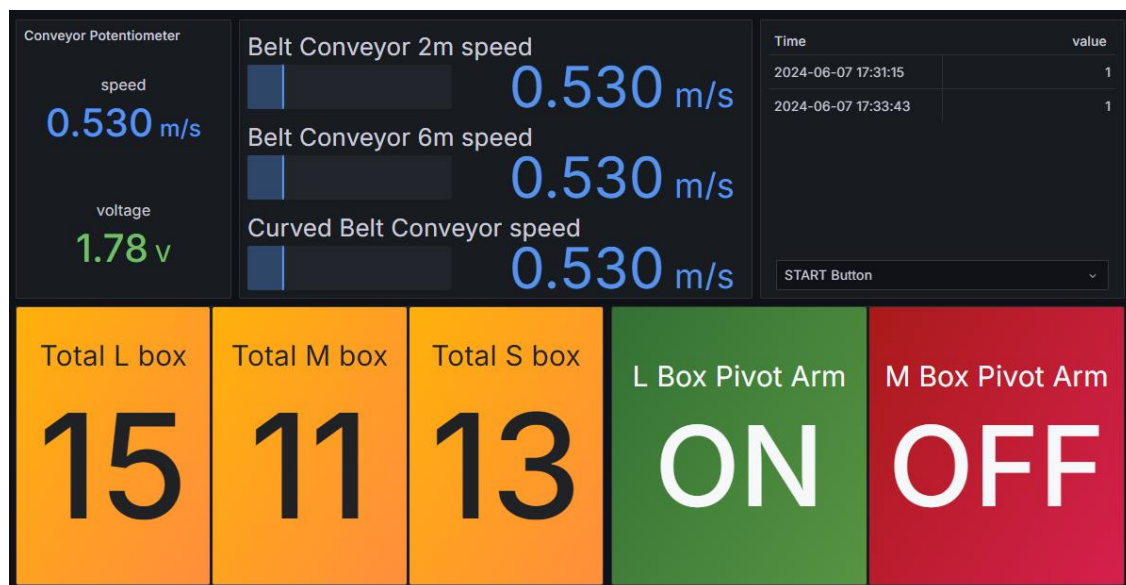 Conveyor Potentiometer
speed
0.530 m/s
voltage
1.78 V
Belt Conveyor 2m speed
0.530 m/s
Belt Conveyor 6m speed
0.530 m/s
Curved Belt Conveyor speed
0.530 m/s
Time value
2024-06-07 17:31:15 1
2024-06-07 17:33:43 1
START Button
Total L box
15
Total M box
11
Total S box
13
L Box Pivot Arm
ON
M Box Pivot Arm
OFF